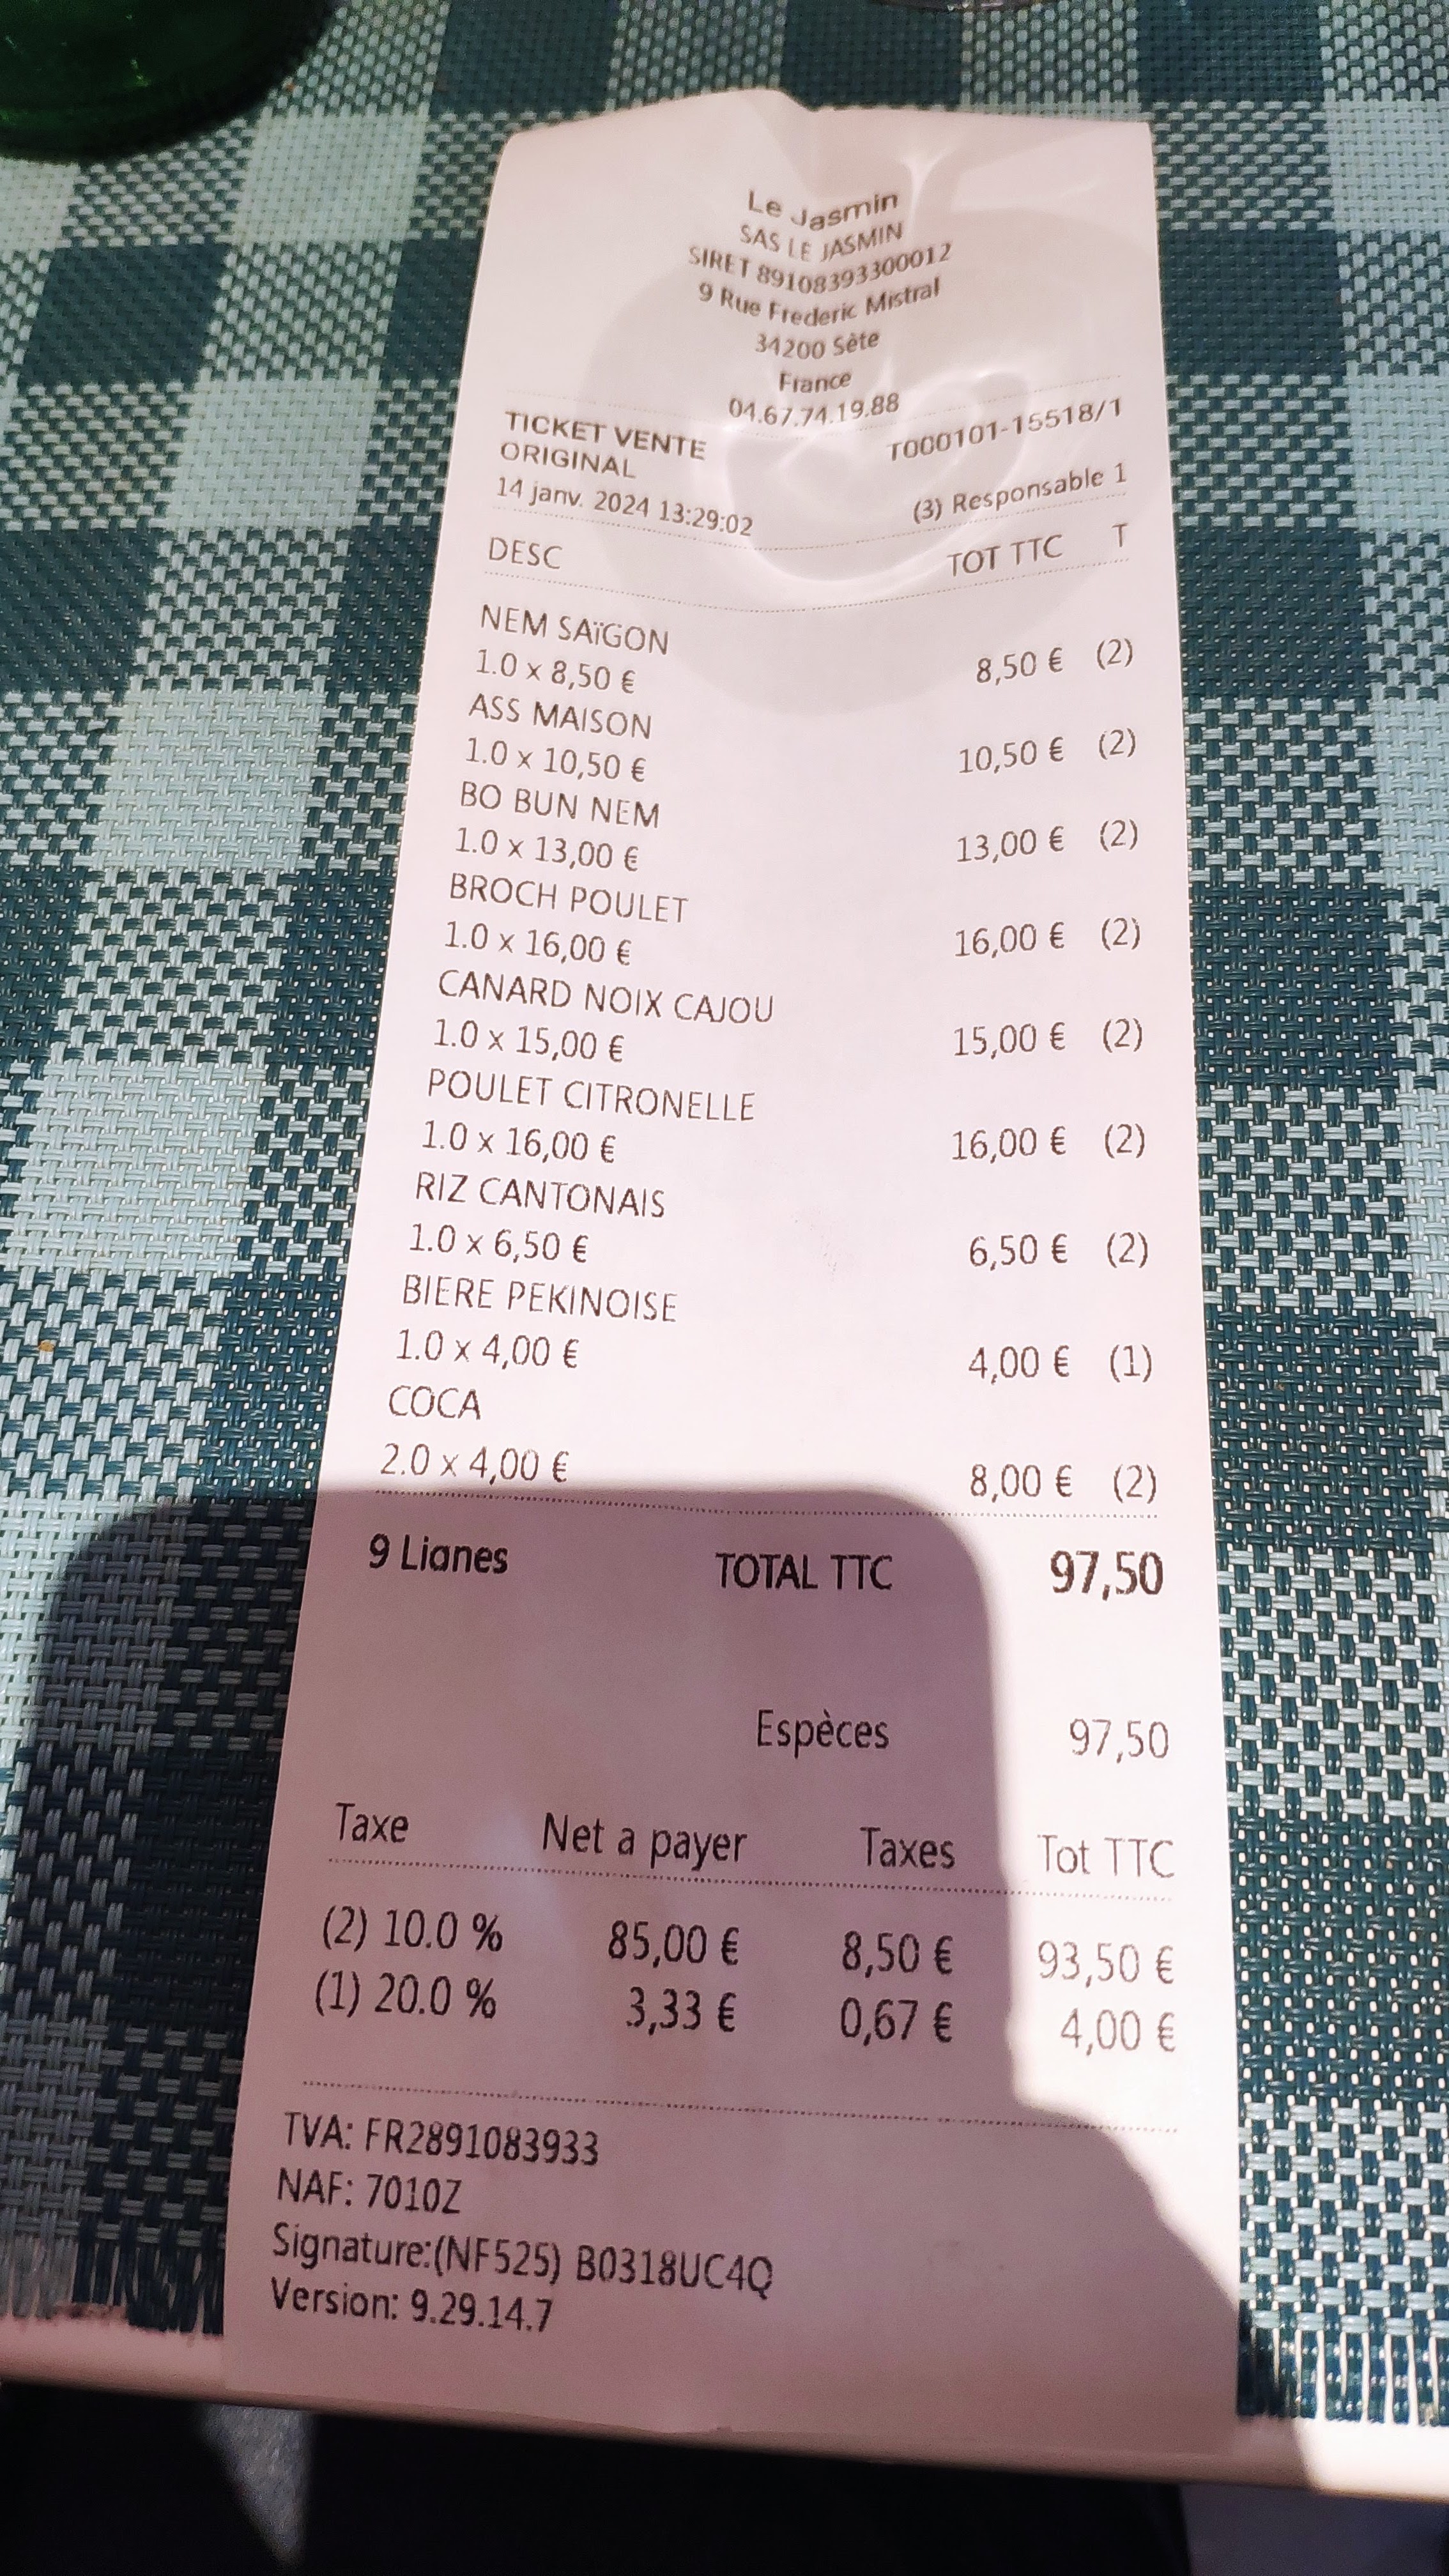 Le Jasmin
SAS LE JASMIN
SIRET 89108393300012
9 Rue Frederic Mistral
34200 Sète
France
04.67.74.19.88
TICKET VENTE T000101-15518/1
ORIGINAL
14 janv. 2024 13:29:02 (3) Responsable 1
DESC TOT TTC T
NEM SAïGON
1.0 x 8,50 € 8,50 € (2)
ASS MAISON
1.0 x 10,50 € 10,50 € (2)
BO BUN NEM
1.0 x 13,00 € 13,00 € (2)
BROCH POULET
1.0 x 16,00 € 16,00 € (2)
CANARD NOIX CAJOU
1.0 x 15,00 € 15,00 € (2)
POULET CITRONELLE
1.0 x 16,00 € 16,00 € (2)
RIZ CANTONAIS
1.0 x 6,50 € 6,50 € (2)
BIERE PEKINOISE
1.0 x 4,00 € 4,00 € (1)
COCA
2.0 x 4,00 € 8,00 € (2)
9 Lignes TOTAL TTC 97,50
Espèces 97,50
Taxe Net a payer Taxes Tot TTC
(2) 10.0 % 85,00 € 8,50 € 93,50 €
(1) 20.0 % 3,33 € 0,67 € 4,00 €
TVA: FR2891083933
NAF: 7010Z
Signature:(NF525) B0318UC4Q
Version: 9.29.14.7